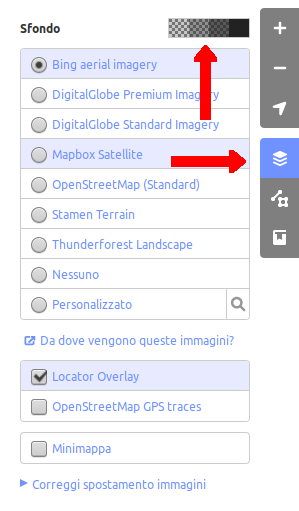 Sfondo
Bing aerial imagery
DigitalGlobe Premium Imagery
DigitalGlobe Standard Imagery
Mapbox Satellite
OpenStreetMap (Standard)
Stamen Terrain
Thunderforest Landscape
Nessuno
Personalizzato
Da dove vengono queste immagini?
Locator Overlay
OpenStreetMap GPS traces
Minimappa
Correggi spostamento immagini